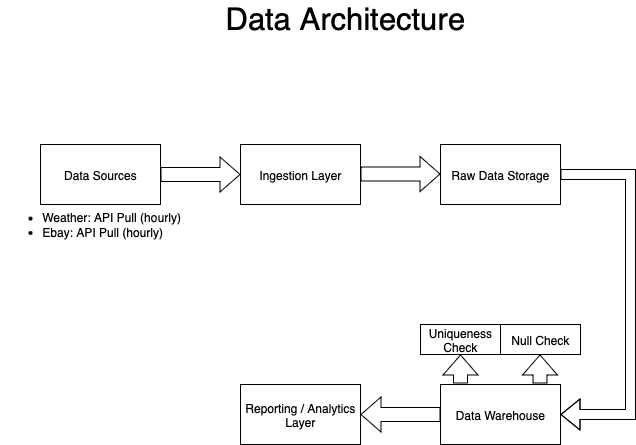 Data Architecture
Data Sources
Ingestion Layer
Raw Data Storage
• Weather: API Pull (hourly)
• Ebay: API Pull (hourly)
Uniqueness
Check
Null Check
Reporting / Analytics
Layer
Data Warehouse